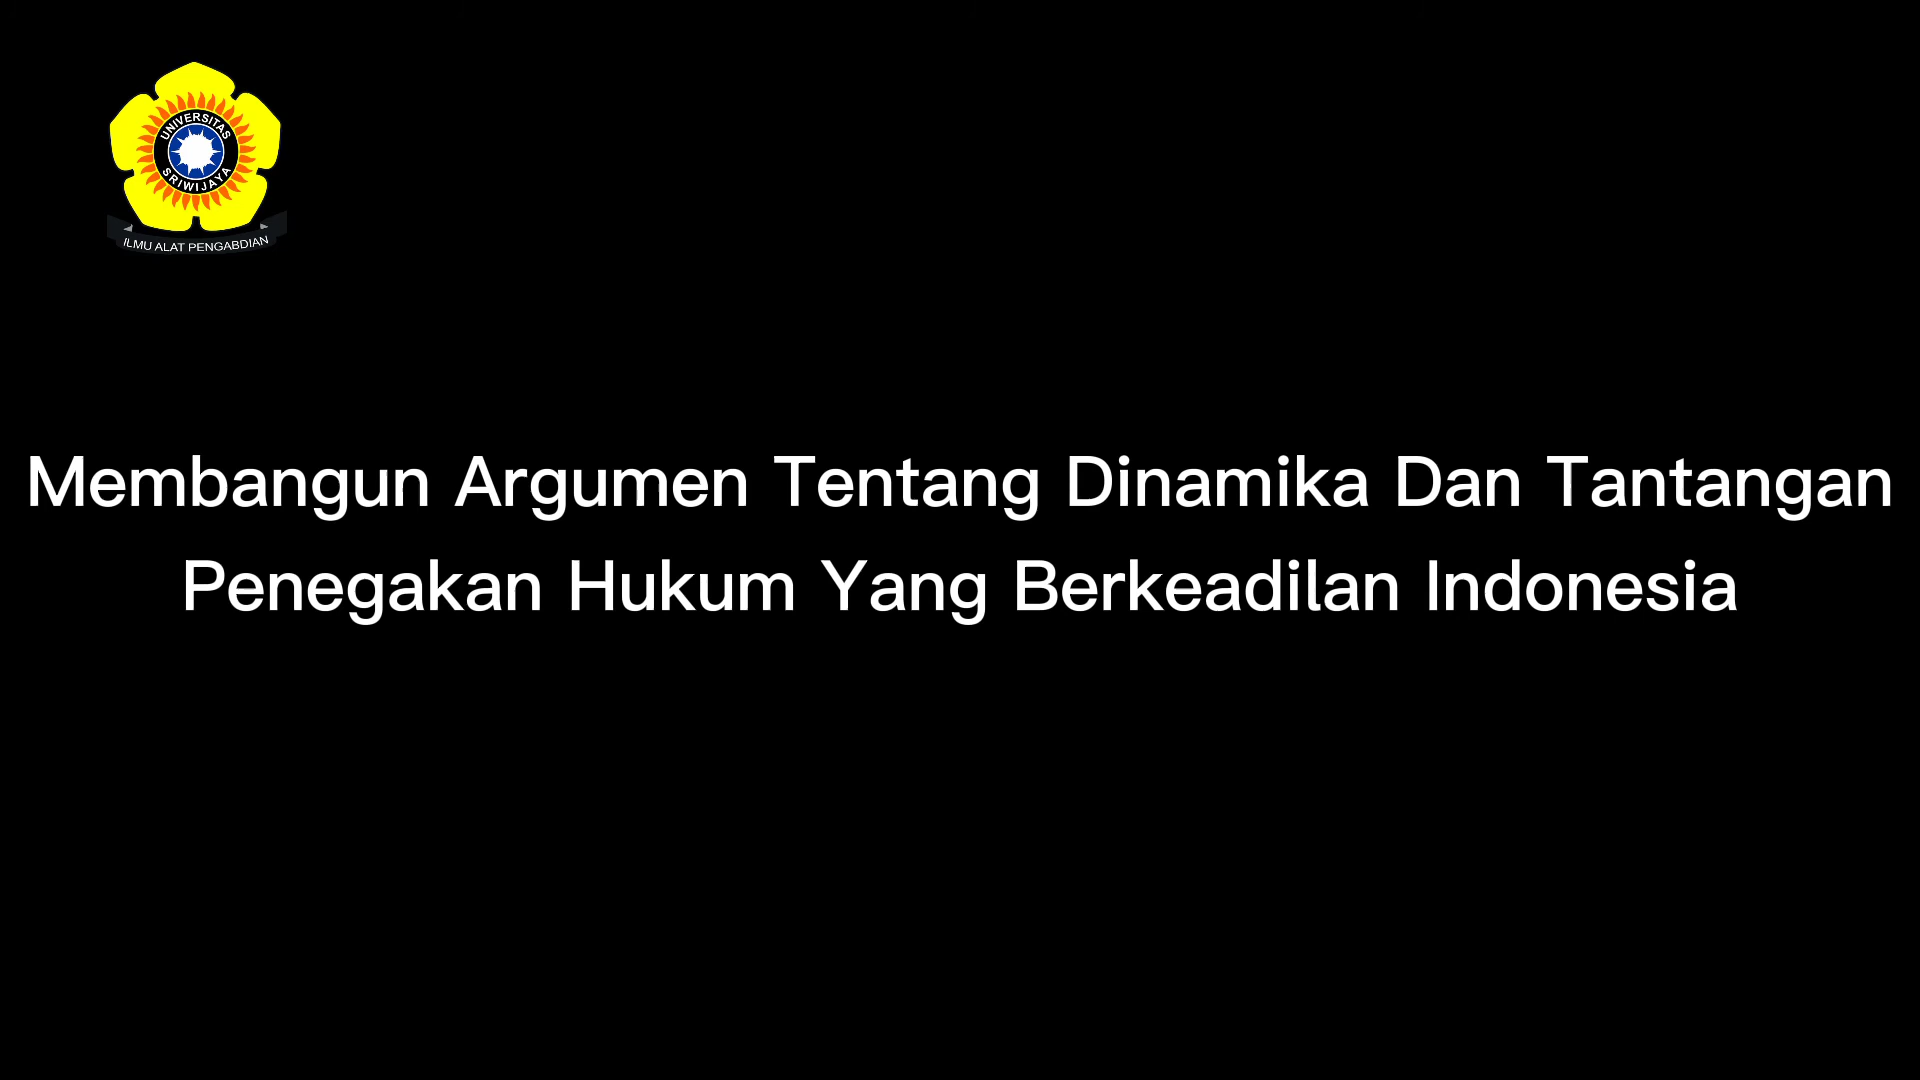 UNIVERSITAS
SRIWIJAYA
ILMU ALAT PENGABDIAN
Membangun Argumen Tentang Dinamika Dan Tantangan
Penegakan Hukum Yang Berkeadilan Indonesia